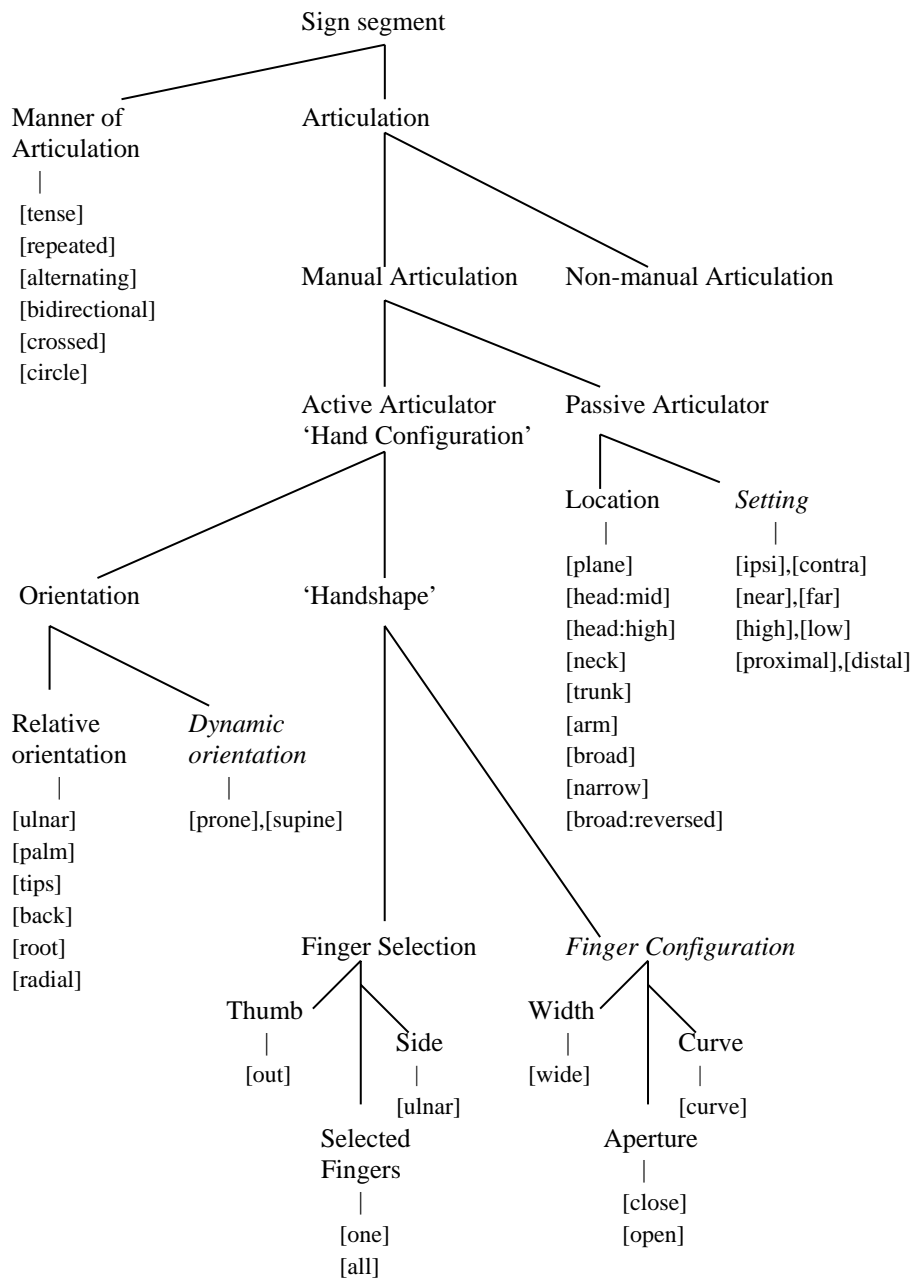 Sign segment
Manner of
Articulation
|
[tense]
[repeated]
[alternating]
[bidirectional]
[crossed]
[circle]
Articulation
Manual Articulation
Non-manual Articulation
Active Articulator
‘Hand Configuration’
Passive Articulator
Location
|
[plane]
[head:mid]
[head:high]
[neck]
[trunk]
[arm]
[broad]
[narrow]
[broad:reversed]
Setting
|
[ipsi],[contra]
[near],[far]
[high],[low]
[proximal],[distal]
Orientation
‘Handshape’
Relative
orientation
|
[ulnar]
[palm]
[tips]
[back]
[root]
[radial]
Dynamic
orientation
|
[prone],[supine]
Finger Selection
Finger Configuration
Thumb
|
[out]
Side
|
[ulnar]
Selected
Fingers
|
[one]
[all]
Width
|
[wide]
Curve
|
[curve]
Aperture
|
[close]
[open]